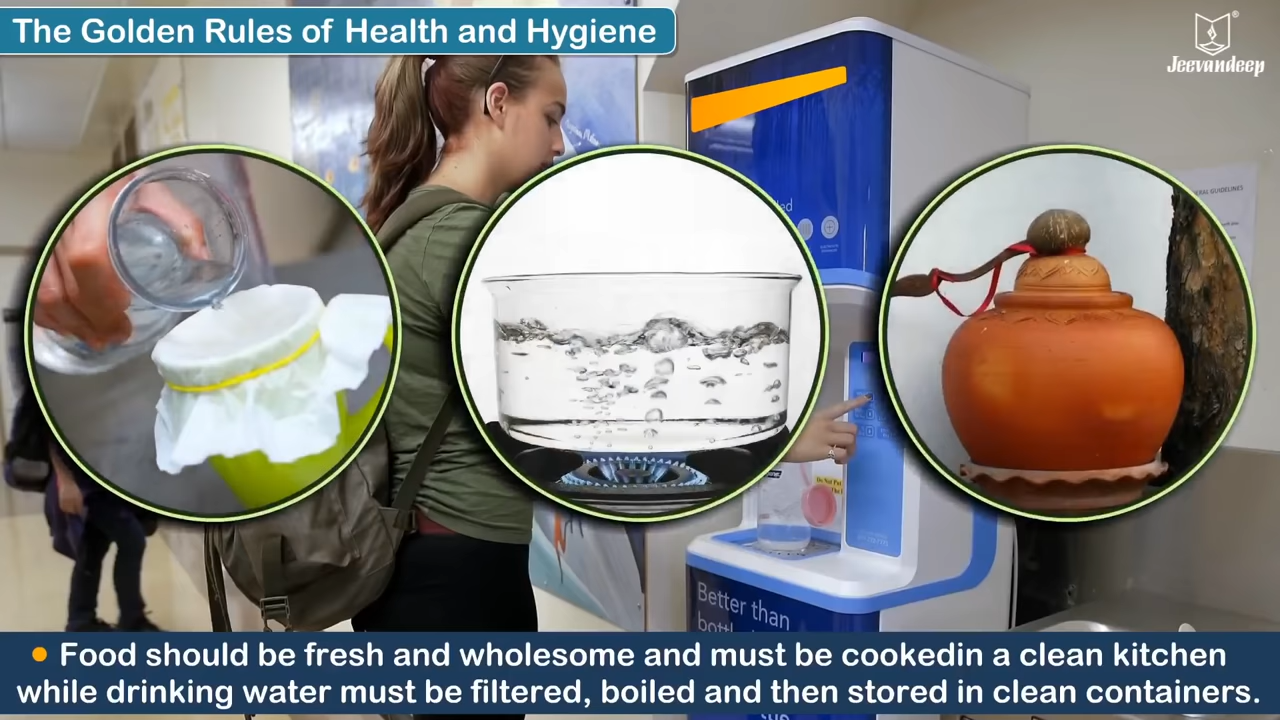 The Golden Rules of Health and Hygiene
Jeevandeep
Better than
• Food should be fresh and wholesome and must be cookedin a clean kitchen
while drinking water must be filtered, boiled and then stored in clean containers.